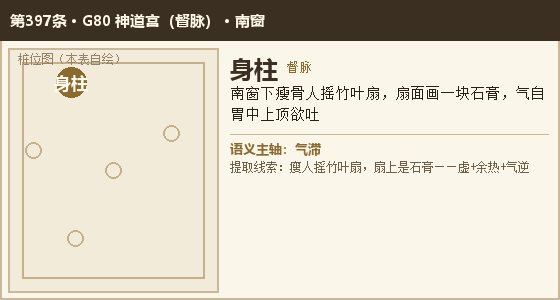 第397条・G80 神道宫（督脉）・南窗
桩位图（本表自绘）
身柱
身柱 督脉
南窗下瘦骨人摇竹叶扇，扇面画一块石膏，气自
胃中上顶欲吐
语义主轴：气滞
提取线索：瘦人摇竹叶扇，扇上是石膏——虚+余热+气逆